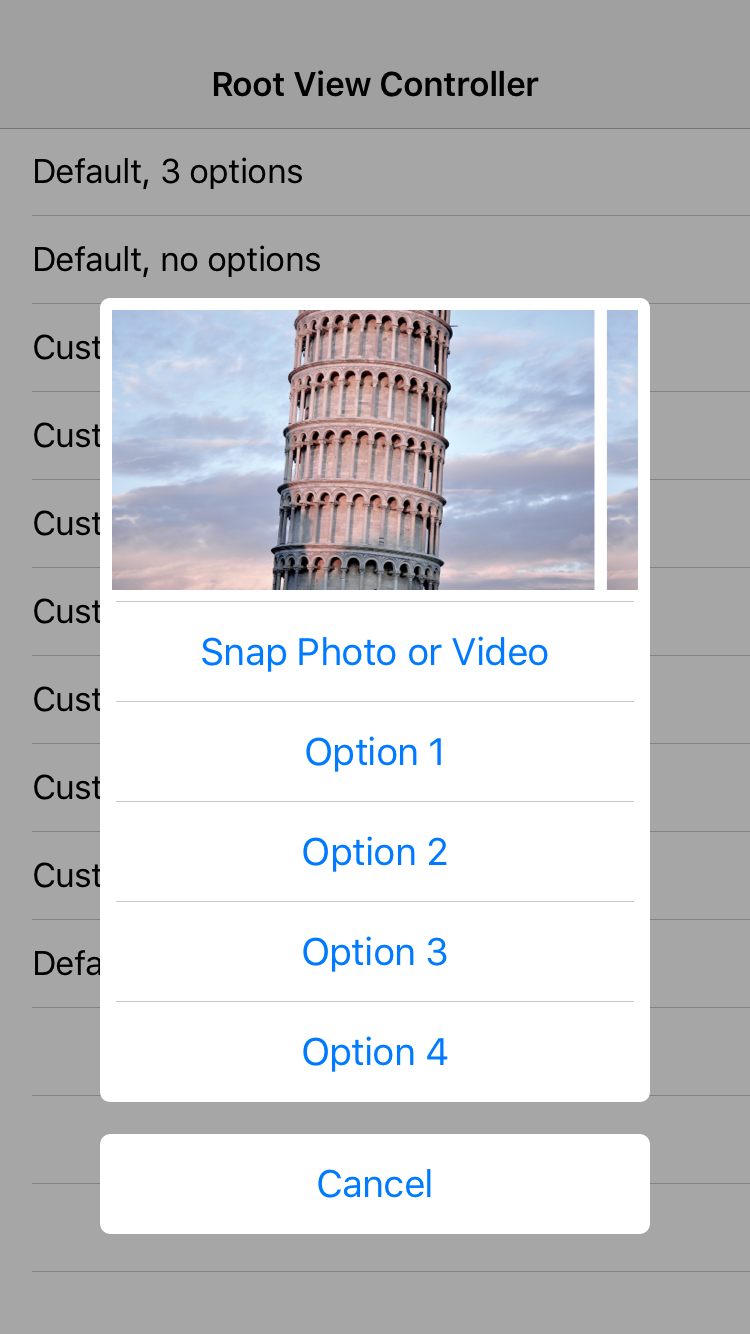 Root View Controller
Default, 3 options
Default, no options
Cust
Cust
Cust
Cust
Snap Photo or Video
Cust
Option 1
Cust
Option 2
Cust
Option 3
Defa
Option 4
Cancel